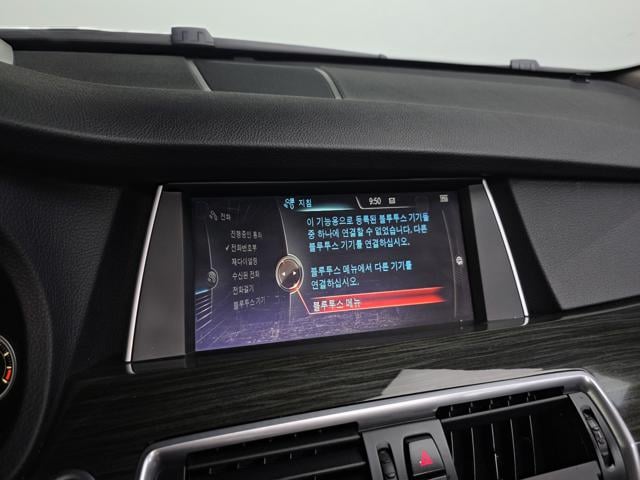 전화
진행중인 통화
✓ 전화번호부
재다이얼링
수신된 전화
전화걸기
블루투스 기기
지침
9:50
이 기능용으로 등록된 블루투스 기기들
중 하나에 연결할 수 없었습니다. 다른
블루투스 기기를 연결하십시오.
블루투스 메뉴에서 다른 기기를
연결하십시오.
블루투스 메뉴